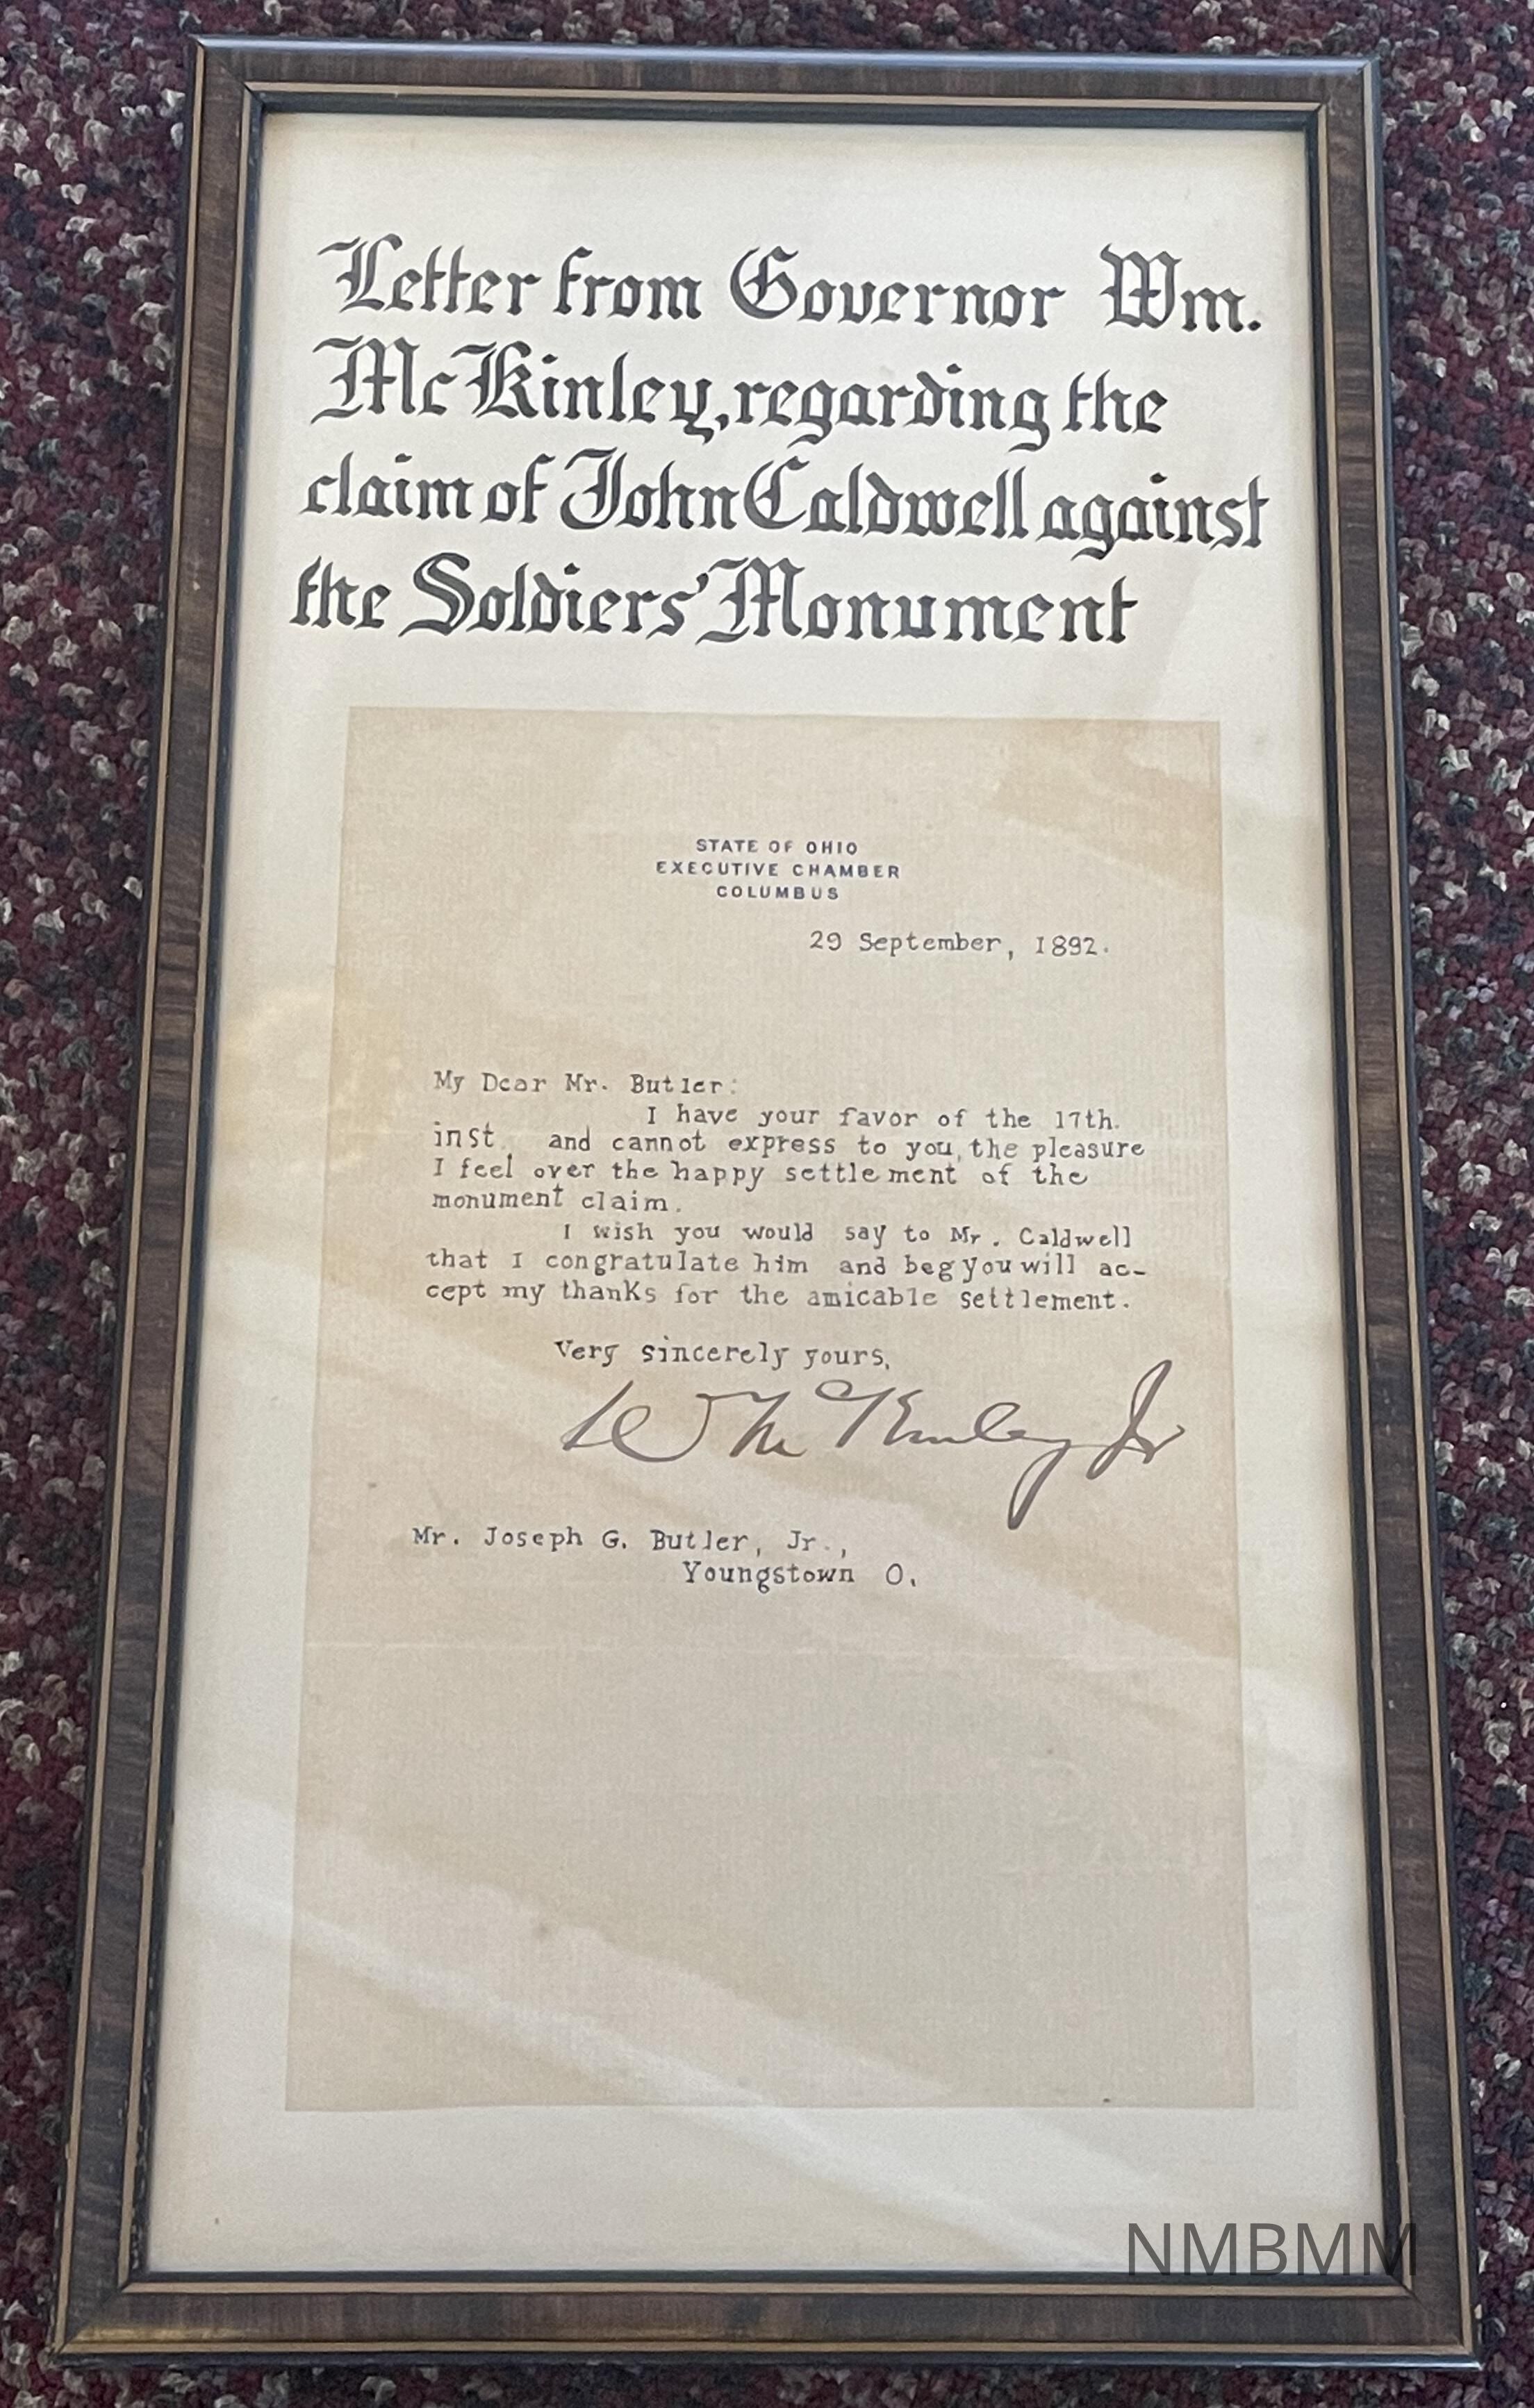 Letter from Governor Wm.
McKinley, regarding the
claim of John Caldwell against
the Soldiers' Monument
STATE OF OHIO
EXECUTIVE CHAMBER
COLUMBUS
29 September, 1892.
My Dear Mr. Butler:
I have your favor of the 17th.
inst. and cannot express to you, the pleasure
I feel over the happy settlement of the
monument claim.
I wish you would say to Mr. Caldwell
that I congratulate him and beg you will ac-
cept my thanks for the amicable settlement.
Very sincerely yours,
W McKinley Jr
Mr. Joseph G. Butler, Jr.,
Youngstown O.
NMBMM